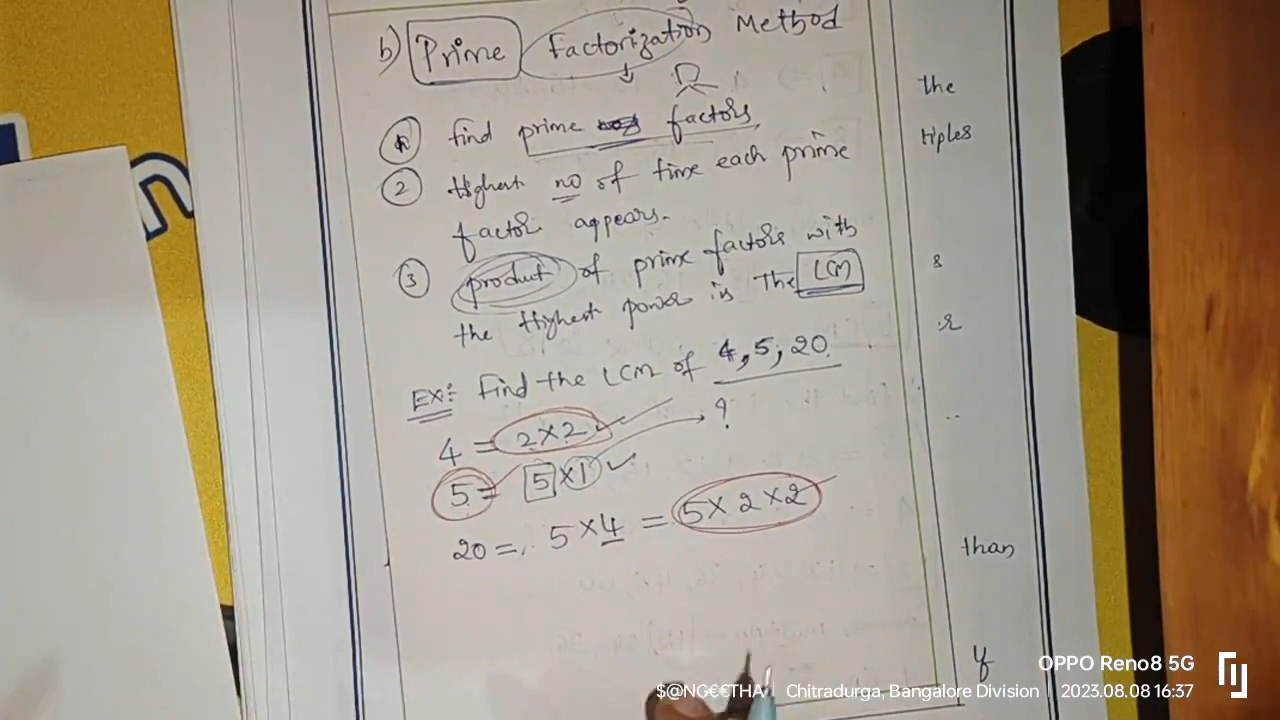 b) Prime Factorization Method
1 find prime factors
2 Highest no of time each prime
factor appears.
3 product of prime factors with
the Highest power is The LCM
EX: Find the LCM of 4, 5, 20
4 = 2×2
?
5 = 5×1
20 = 5×4 = 5×2×2
the
tiples
s
than
y
OPPO Reno8 5G
$@NG€€THA | Chitradurga, Bangalore Division | 2023.08.08 16:37